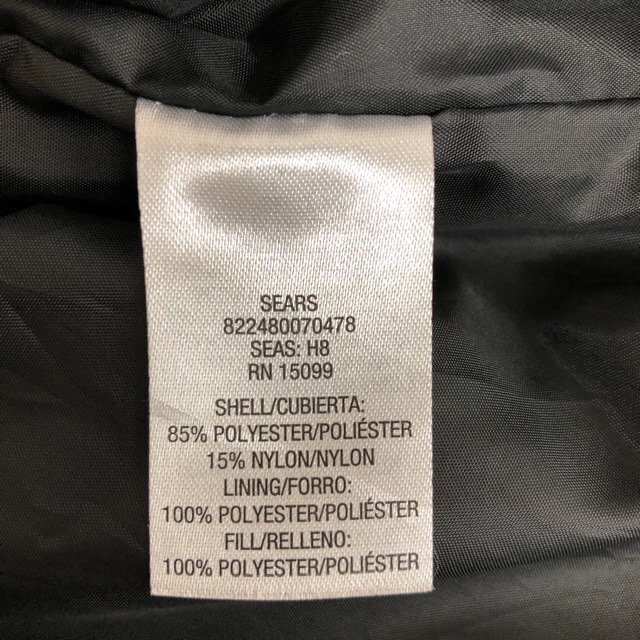 SEARS
822480070478
SEAS: H8
RN 15099
SHELL/CUBIERTA:
85% POLYESTER/POLIÉSTER
15% NYLON/NYLON
LINING/FORRO:
100% POLYESTER/POLIÉSTER
FILL/RELLENO:
100% POLYESTER/POLIÉSTER